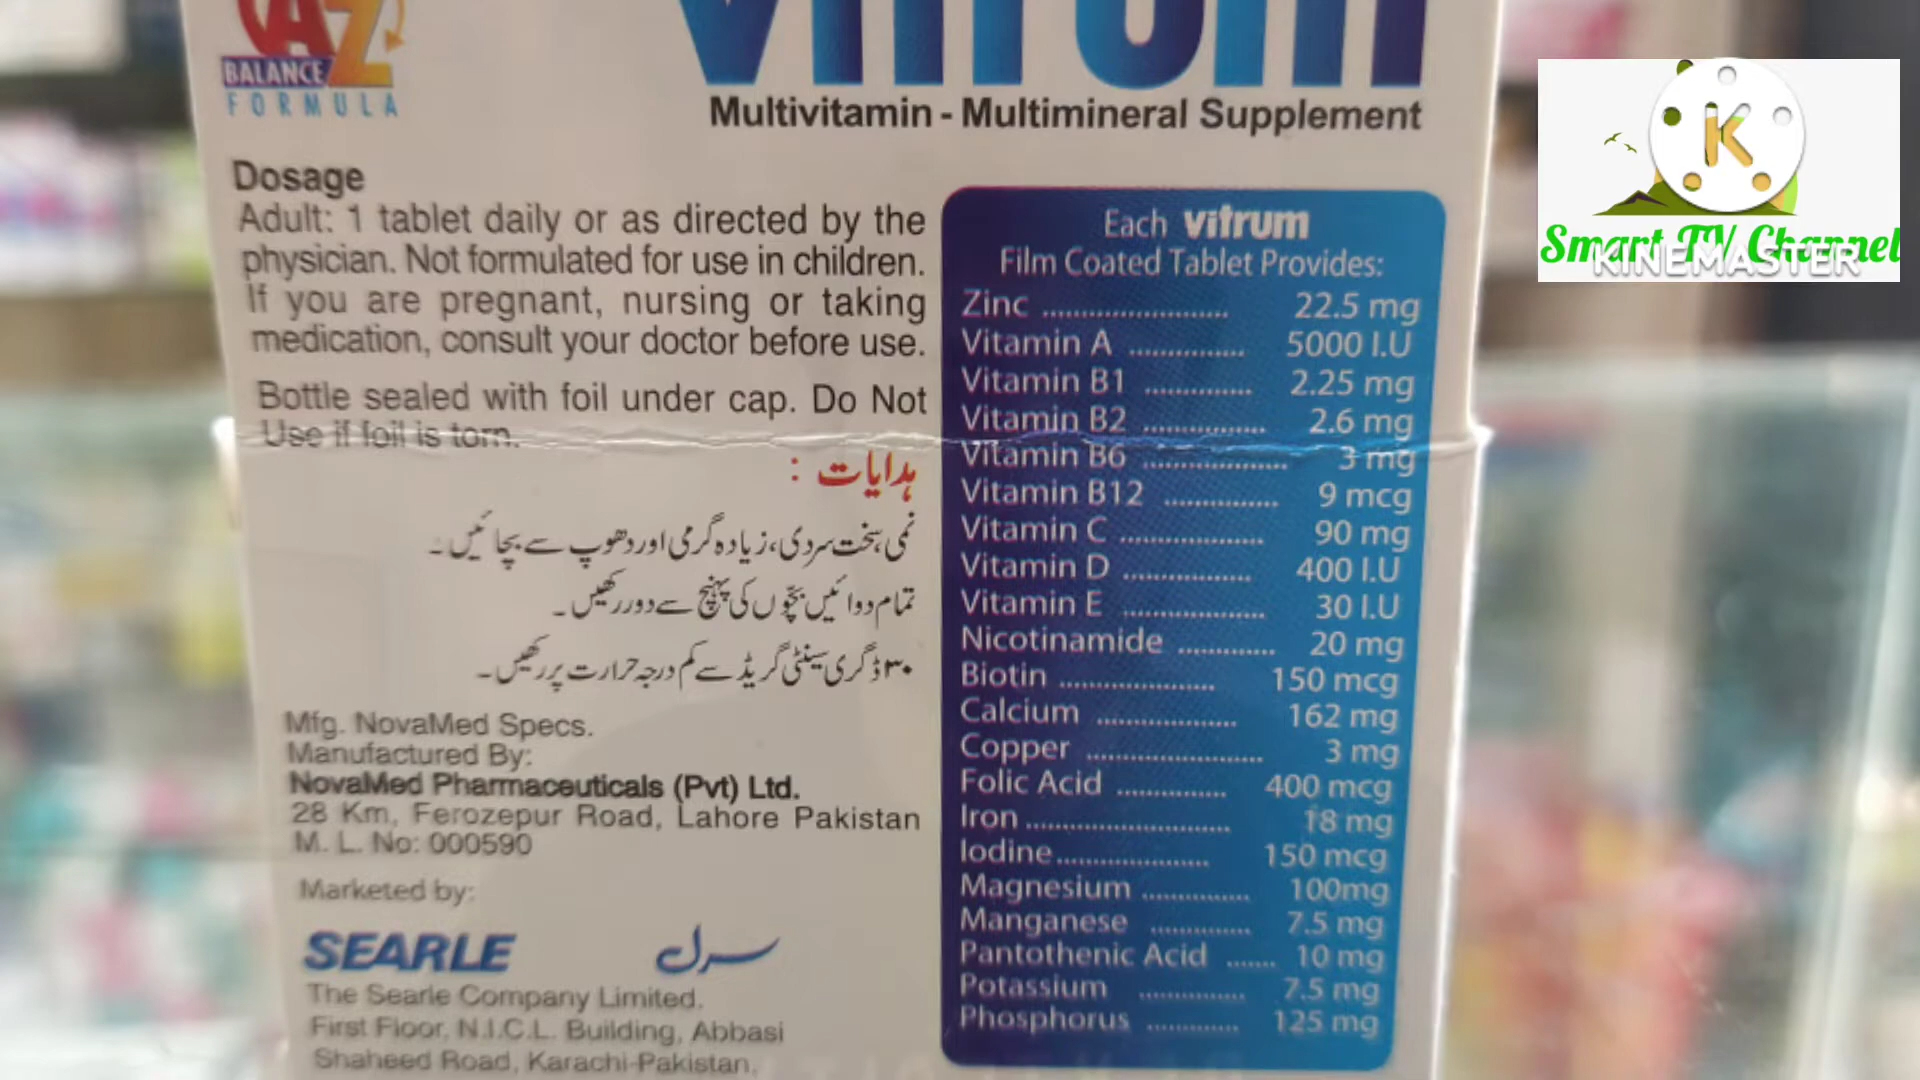 AZ
BALANCE
FORMULA
vitrum
Multivitamin - Multimineral Supplement
Dosage
Adult: 1 tablet daily or as directed by the
physician. Not formulated for use in children.
If you are pregnant, nursing or taking
medication, consult your doctor before use.
Bottle sealed with foil under cap. Do Not
Use if foil is torn.
ہدایات :
نمی، سخت سردی، زیادہ گرمی اور دھوپ سے بچائیں۔
تمام دوائیں بچّوں کی پہنچ سے دور رکھیں۔
۳۰ ڈگری سینٹی گریڈ سے کم درجہ حرارت پر رکھیں۔
Mfg. NovaMed Specs.
Manufactured By:
NovaMed Pharmaceuticals (Pvt) Ltd.
28 Km, Ferozepur Road, Lahore Pakistan
M. L. No: 000590
Marketed by:
SEARLE سرل
The Searle Company Limited.
First Floor, N.I.C.L. Building, Abbasi
Shaheed Road, Karachi-Pakistan.
Each vitrum
Film Coated Tablet Provides:
Zinc ........................ 22.5 mg
Vitamin A ............... 5000 I.U
Vitamin B1 .............. 2.25 mg
Vitamin B2 ................ 2.6 mg
Vitamin B6 ................... 3 mg
Vitamin B12 ............... 9 mcg
Vitamin C ................... 90 mg
Vitamin D ................. 400 I.U
Vitamin E ................... 30 I.U
Nicotinamide ............. 20 mg
Biotin ..................... 150 mcg
Calcium ................... 162 mg
Copper ........................ 3 mg
Folic Acid ............... 400 mcg
Iron ............................ 18 mg
Iodine...................... 150 mcg
Magnesium ............... 100mg
Manganese .............. 7.5 mg
Pantothenic Acid ....... 10 mg
Potassium ............... 7.5 mg
Phosphorus ............. 125 mg
K
Smart TV Channel
KINEMASTER